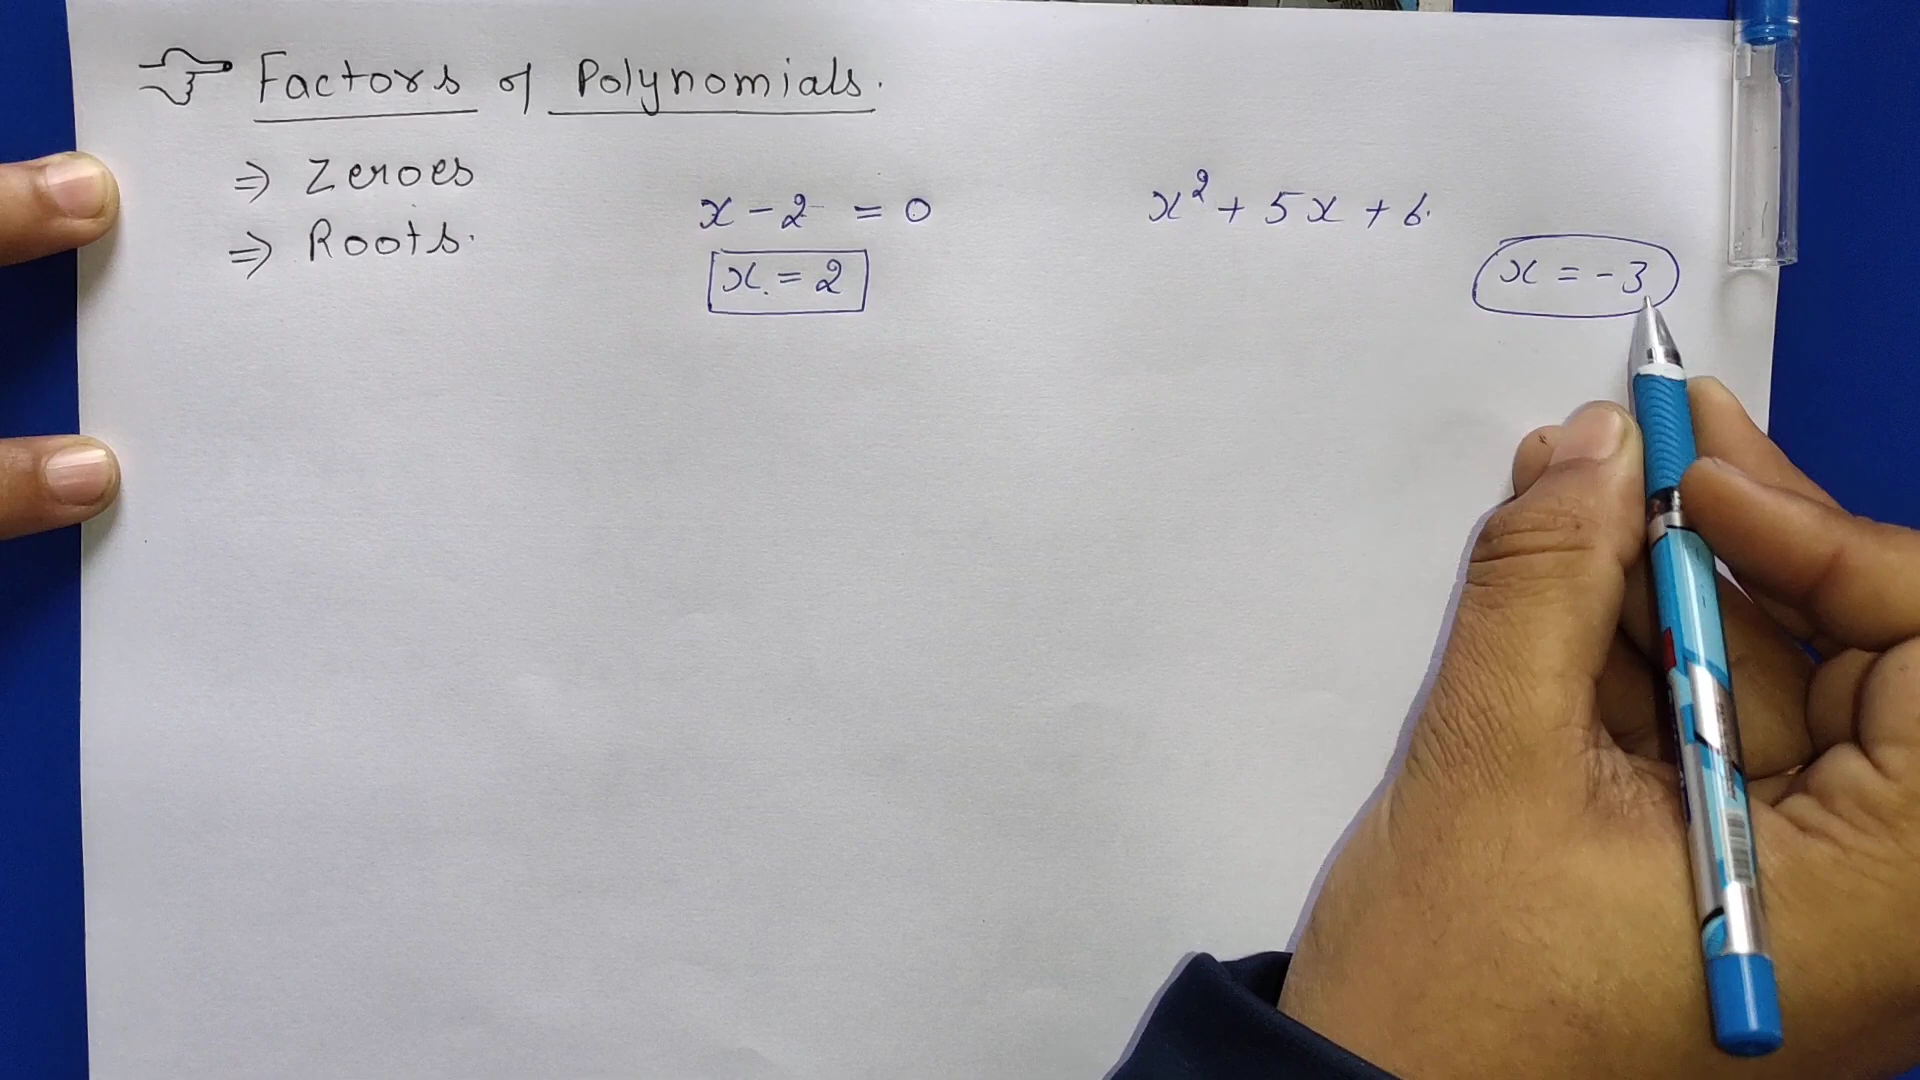 Factors of Polynomials.
⇒ Zeroes
⇒ Roots.
x - 2 = 0
x = 2
x² + 5x + 6.
x = -3